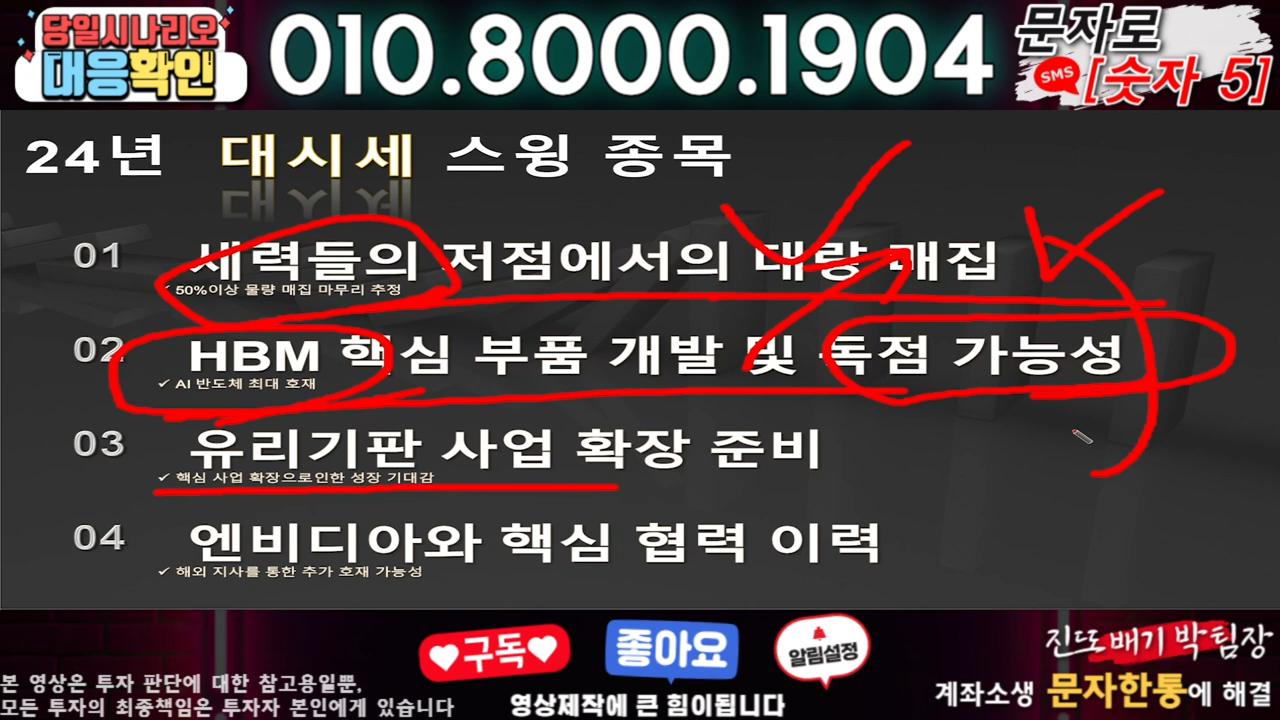 당일시나리오
대응확인
010.8000.1904
문자로
SMS [숫자 5]
24년 대시세 스윙 종목
01 세력들의 저점에서의 대량 매집
✓ 50%이상 물량 매집 마무리 추정
02 HBM 핵심 부품 개발 및 독점 가능성
✓ AI 반도체 최대 호재
03 유리기판 사업 확장 준비
✓ 핵심 사업 확장으로인한 성장 기대감
04 엔비디아와 핵심 협력 이력
✓ 해외 지사를 통한 추가 호재 가능성
구독 좋아요 알림설정
영상제작에 큰 힘이됩니다
본 영상은 투자 판단에 대한 참고용일뿐,
모든 투자의 최종책임은 투자자 본인에게 있습니다
진또배기 박팀장
계좌소생 문자한통에 해결